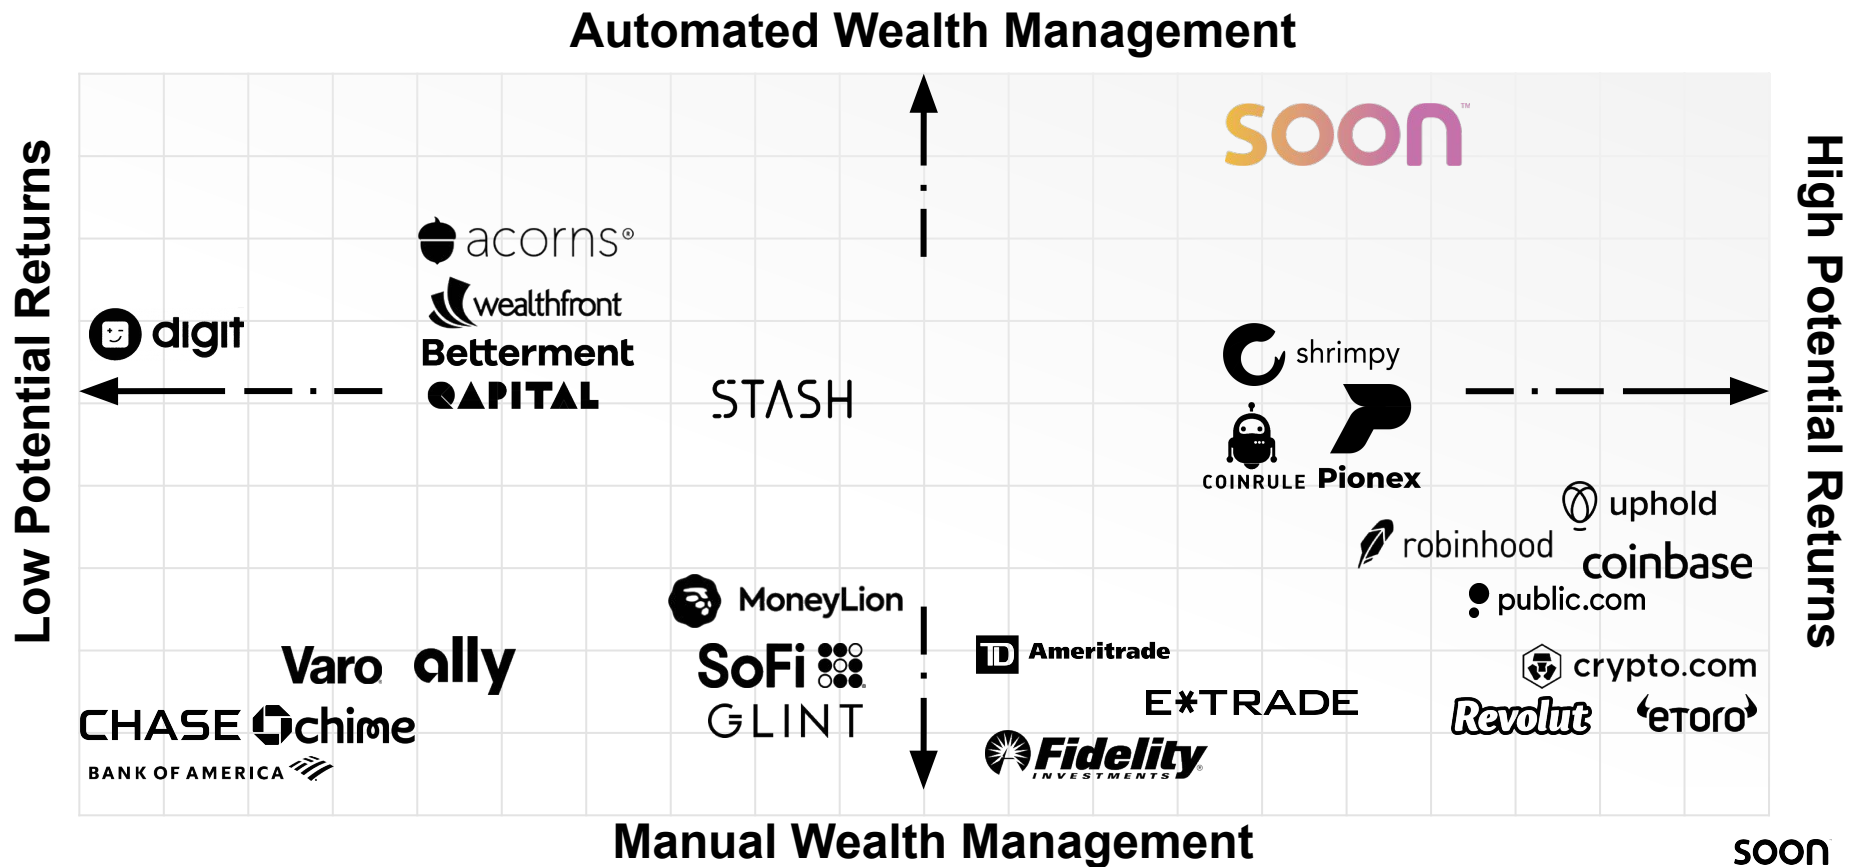 Automated Wealth Management
soon™
Low Potential Returns
High Potential Returns
acorns®
wealthfront
digit
Betterment
QAPITAL
STASH
shrimpy
COINRULE
Pionex
uphold
robinhood
coinbase
MoneyLion
public.com
Varo
ally
SoFi
TD Ameritrade
crypto.com
CHASE
chime
GLINT
E*TRADE
Revolut
eToro
BANK OF AMERICA
Fidelity
INVESTMENTS
Manual Wealth Management
soon